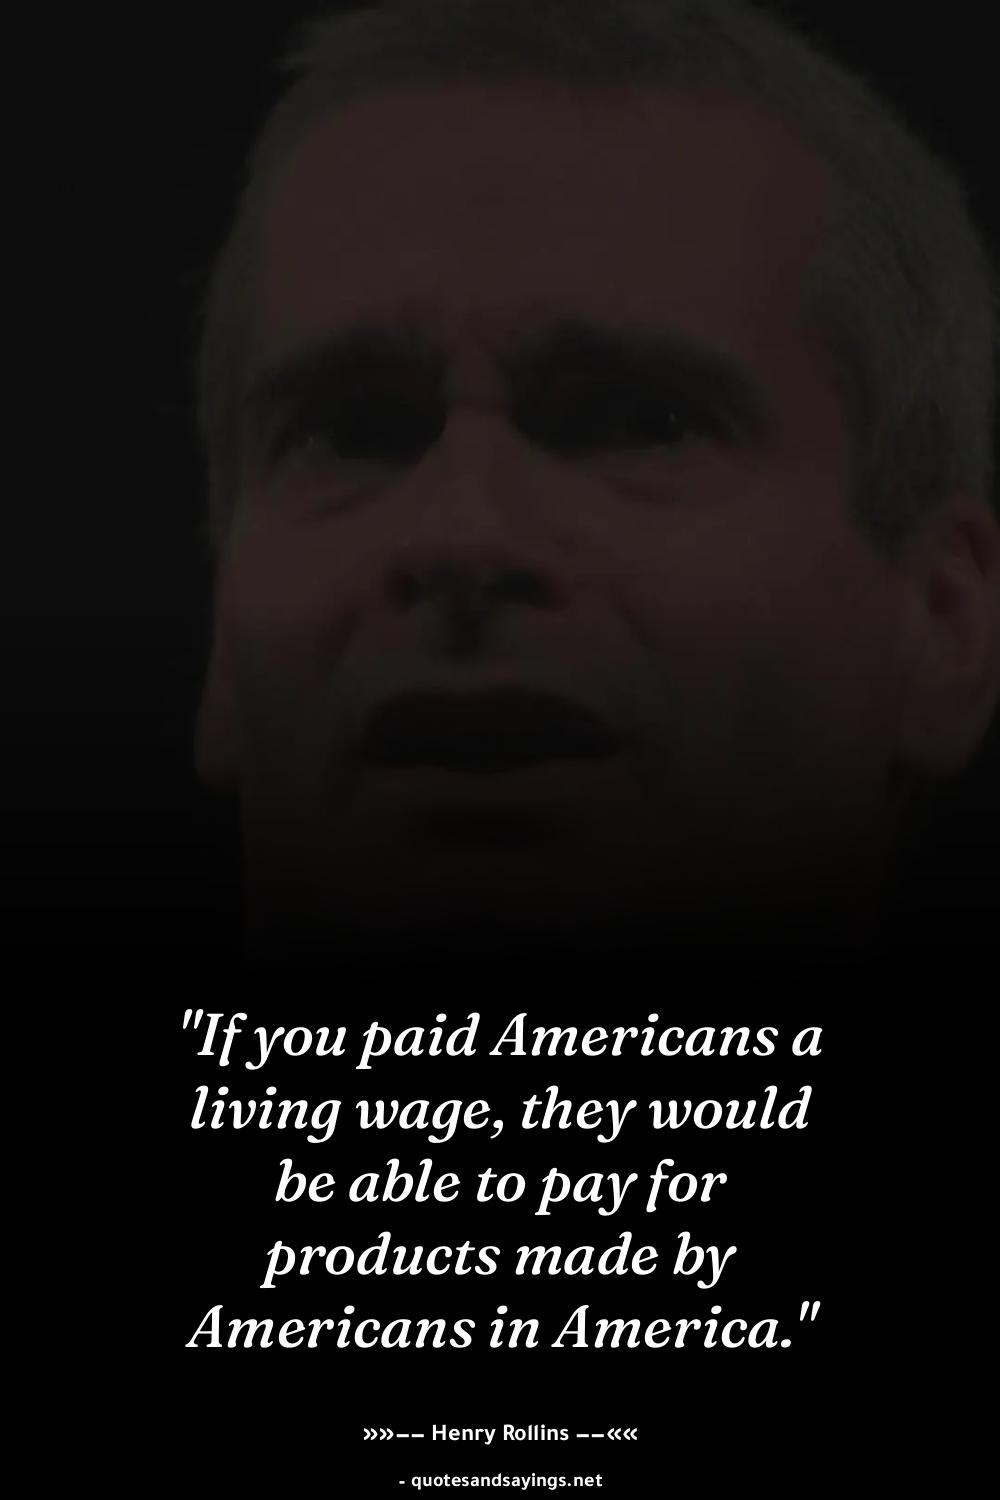 "If you paid Americans a
living wage, they would
be able to pay for
products made by
Americans in America."
»»–– Henry Rollins ––««
- quotesandsayings.net